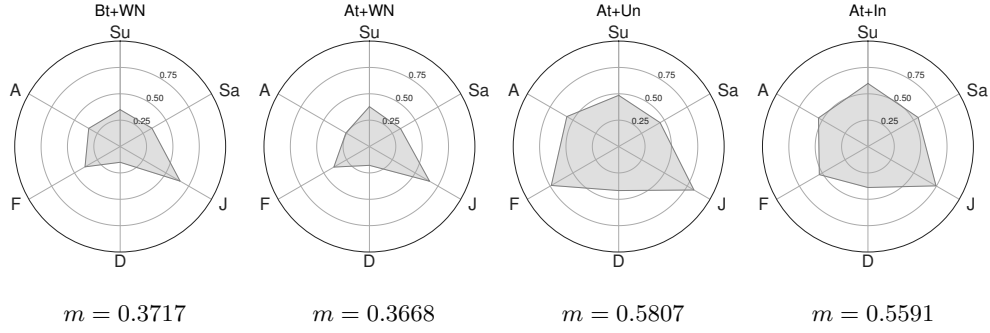 Bt+WN
Su
Sa
J
D
F
A
0.25
0.50
0.75
m = 0.3717
At+WN
Su
Sa
J
D
F
A
0.25
0.50
0.75
m = 0.3668
At+Un
Su
Sa
J
D
F
A
0.25
0.50
0.75
m = 0.5807
At+In
Su
Sa
J
D
F
A
0.25
0.50
0.75
m = 0.5591